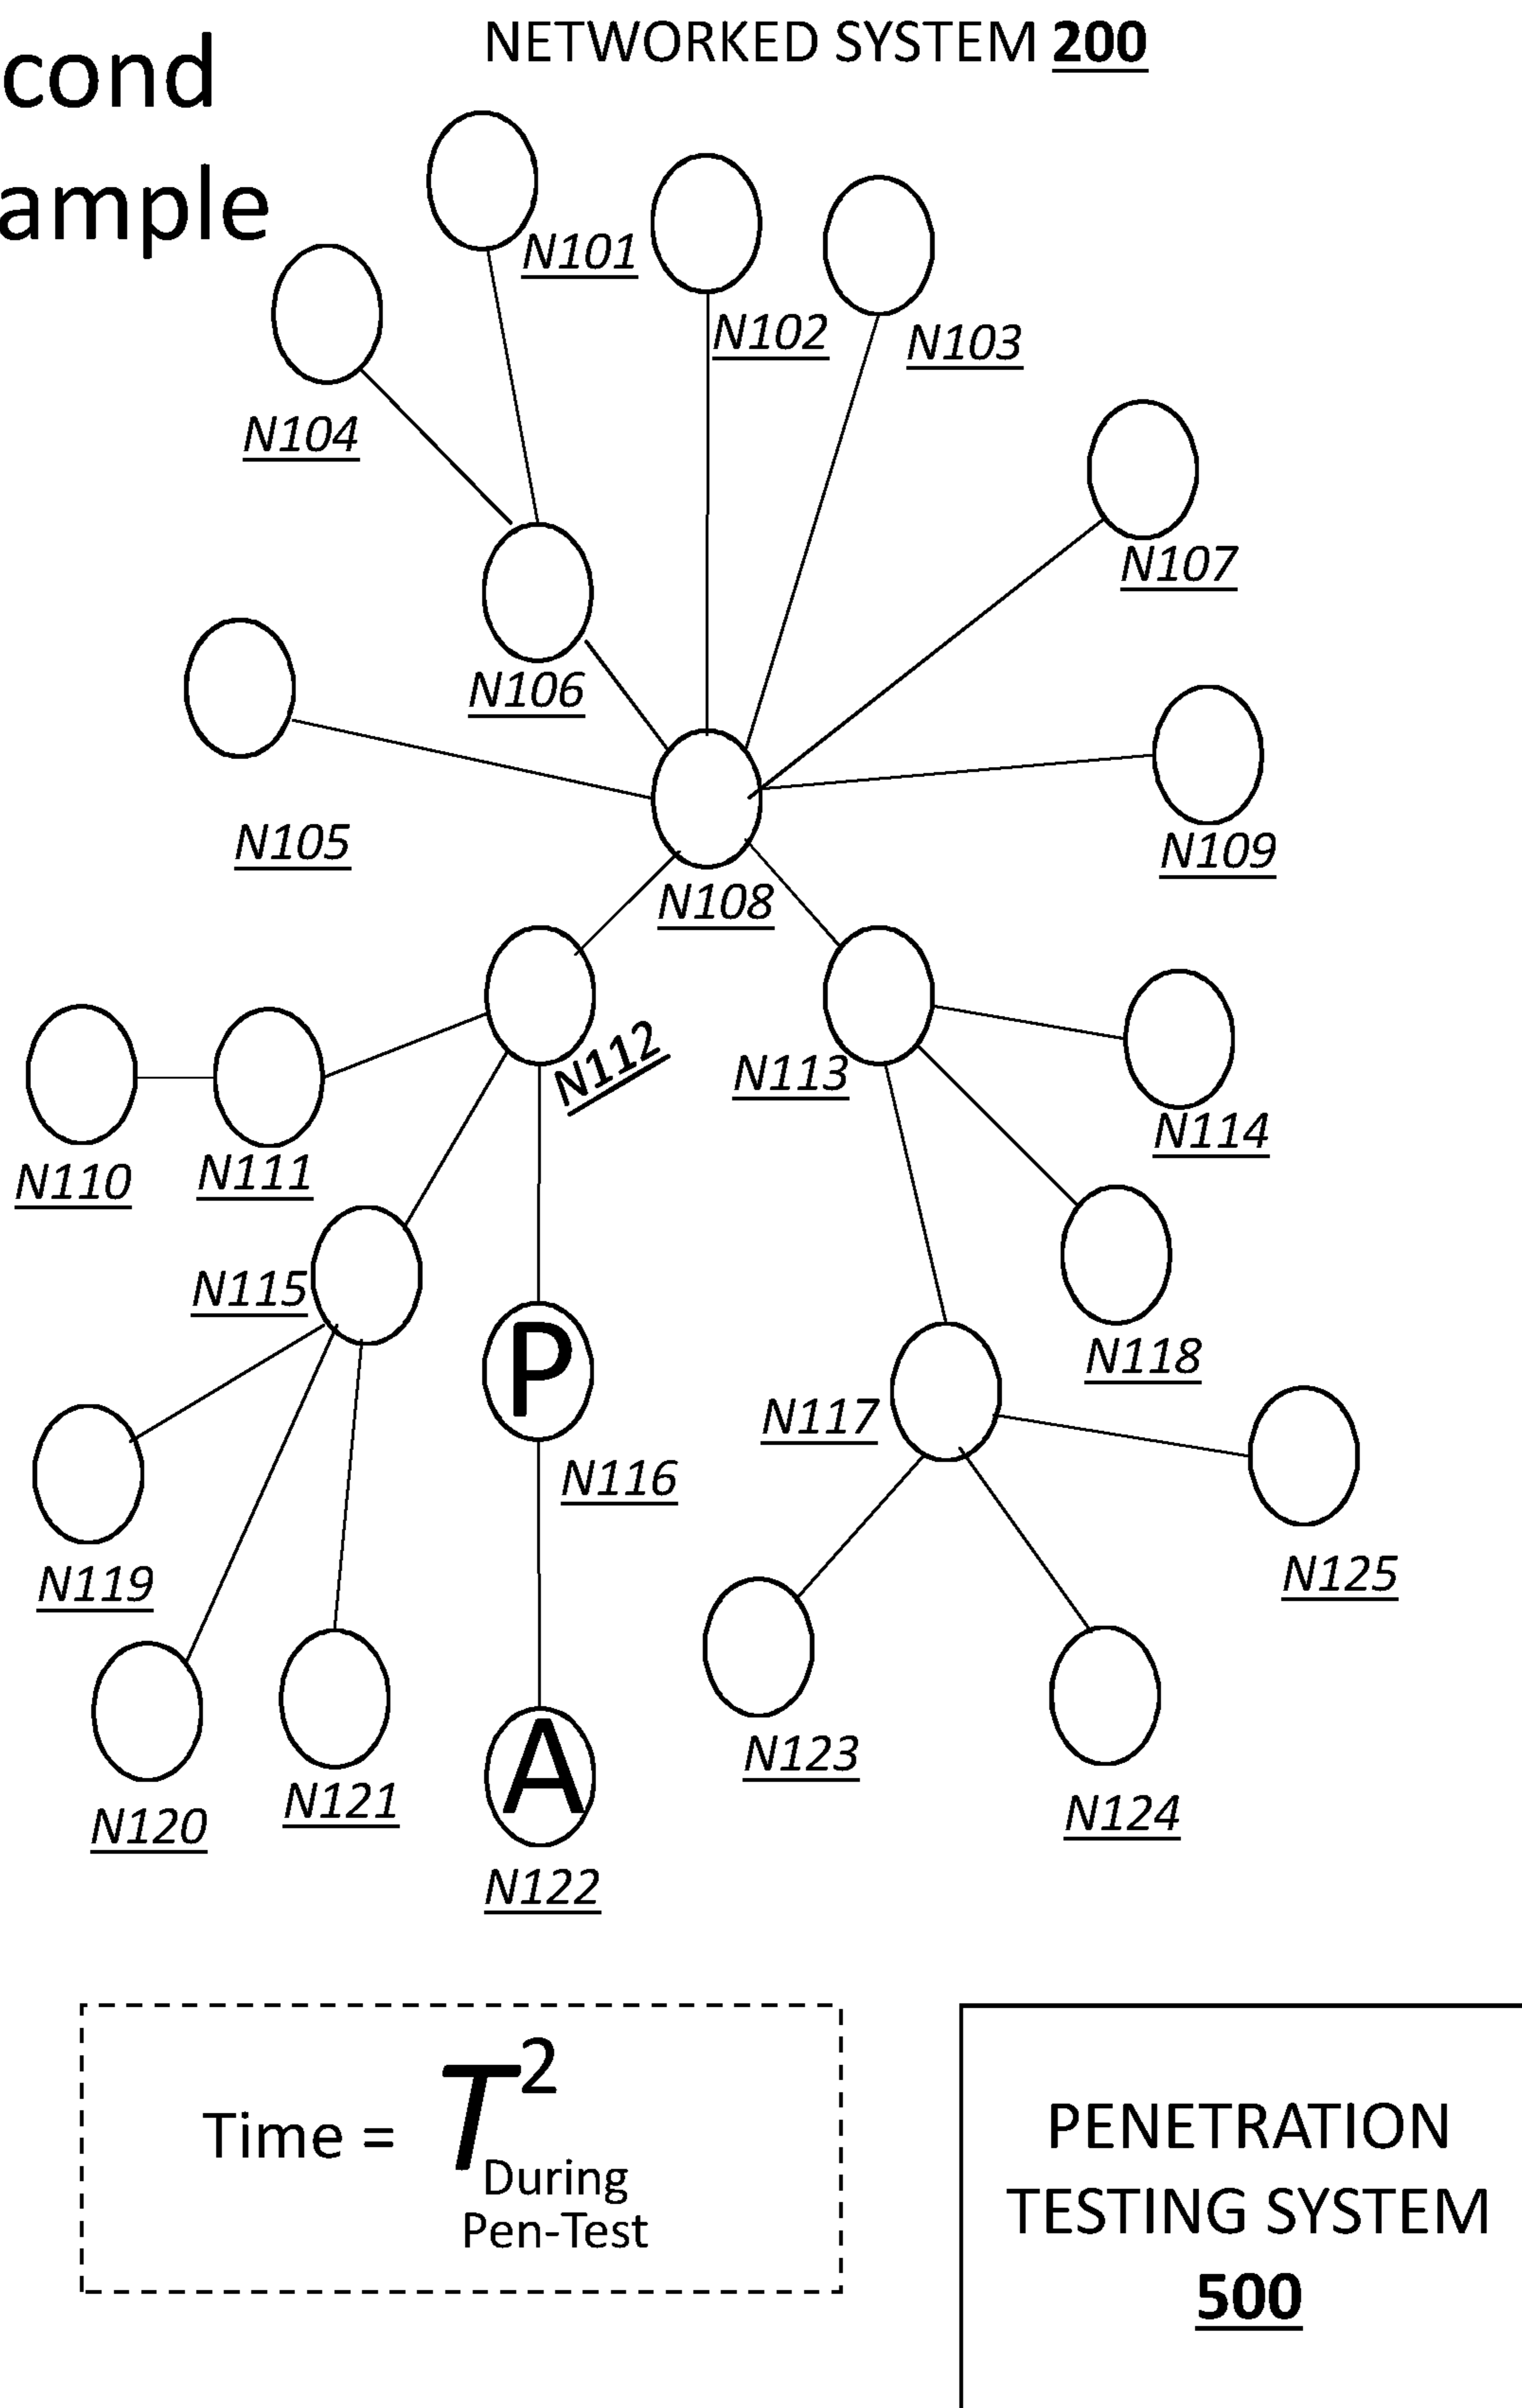 cond
ample
NETWORKED SYSTEM 200
N101
N102
N103
N104
N107
N106
N105
N109
N108
N112
N113
N114
N110
N111
N115
N118
N117
N116
N125
N119
N123
N121
N124
N120
N122
Time = T²
During
Pen-Test
P
A
PENETRATION
TESTING SYSTEM
500